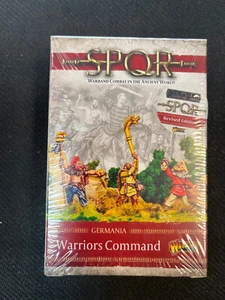 SPQR
WARBAND COMBAT IN THE ANCIENT WORLD
SPQR
Revised Edition
GERMANIA
Warriors Command